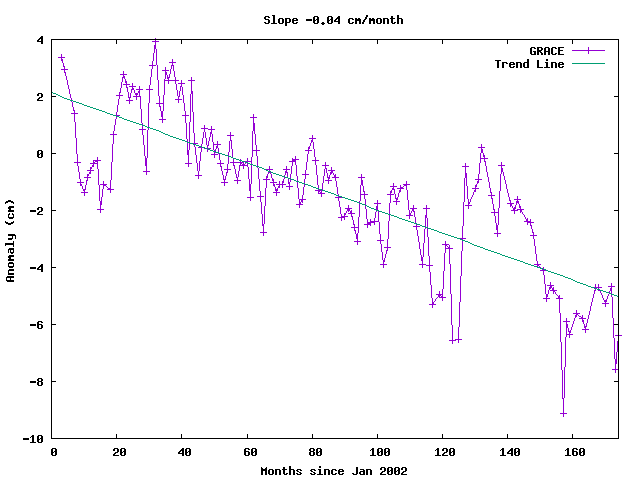 Slope -0.04 cm/month
GRACE
Trend Line
4
2
0
-2
-4
-6
-8
-10
Anomaly (cm)
0 20 40 60 80 100 120 140 160
Months since Jan 2002